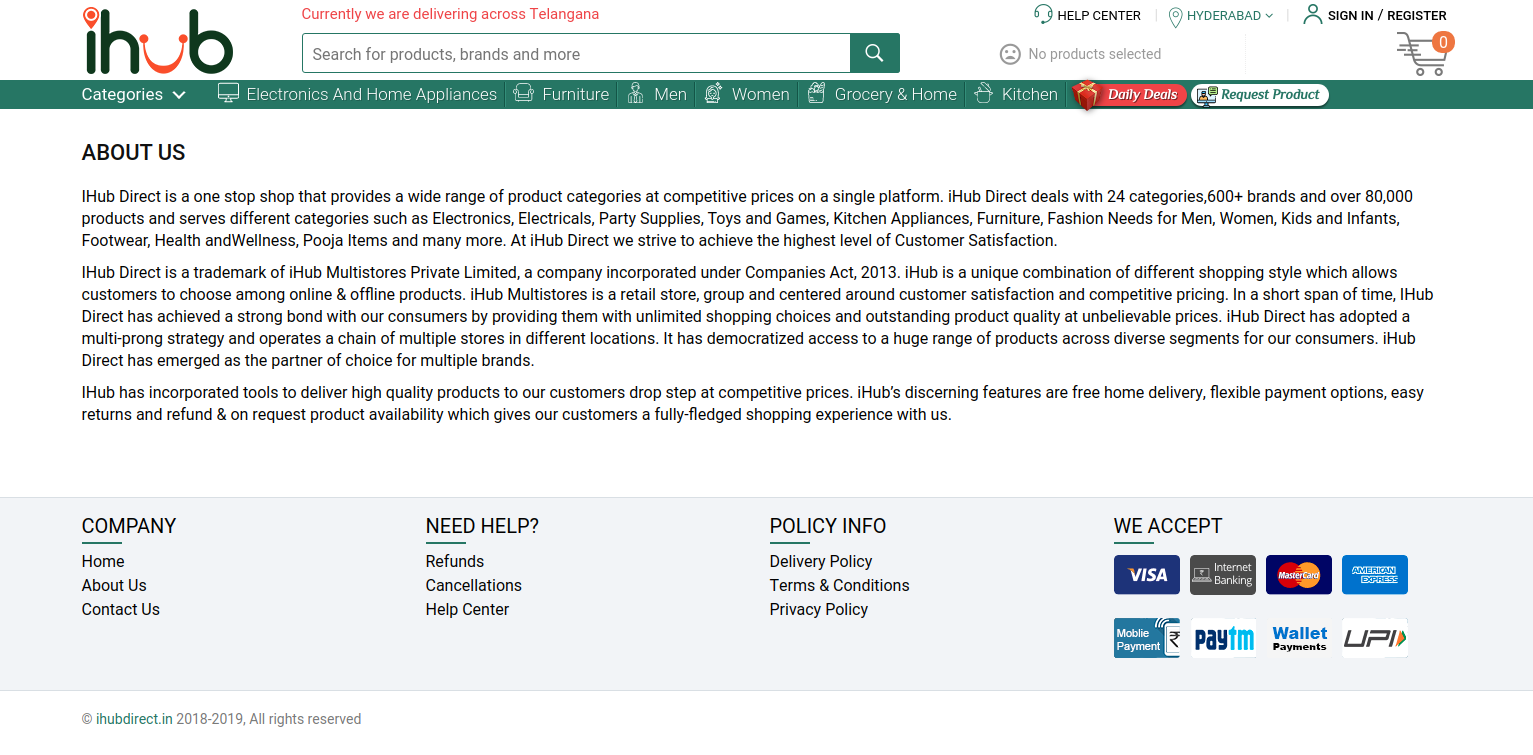 ihub
Currently we are delivering across Telangana
Search for products, brands and more
HELP CENTER
HYDERABAD
SIGN IN / REGISTER
No products selected
0
Categories
Electronics And Home Appliances
Furniture
Men
Women
Grocery & Home
Kitchen
Daily Deals
Request Product
ABOUT US
IHub Direct is a one stop shop that provides a wide range of product categories at competitive prices on a single platform. iHub Direct deals with 24 categories,600+ brands and over 80,000
products and serves different categories such as Electronics, Electricals, Party Supplies, Toys and Games, Kitchen Appliances, Furniture, Fashion Needs for Men, Women, Kids and Infants,
Footwear, Health andWellness, Pooja Items and many more. At iHub Direct we strive to achieve the highest level of Customer Satisfaction.
IHub Direct is a trademark of iHub Multistores Private Limited, a company incorporated under Companies Act, 2013. iHub is a unique combination of different shopping style which allows
customers to choose among online & offline products. iHub Multistores is a retail store, group and centered around customer satisfaction and competitive pricing. In a short span of time, IHub
Direct has achieved a strong bond with our consumers by providing them with unlimited shopping choices and outstanding product quality at unbelievable prices. iHub Direct has adopted a
multi-prong strategy and operates a chain of multiple stores in different locations. It has democratized access to a huge range of products across diverse segments for our consumers. iHub
Direct has emerged as the partner of choice for multiple brands.
IHub has incorporated tools to deliver high quality products to our customers drop step at competitive prices. iHub’s discerning features are free home delivery, flexible payment options, easy
returns and refund & on request product availability which gives our customers a fully-fledged shopping experience with us.
COMPANY
Home
About Us
Contact Us
NEED HELP?
Refunds
Cancellations
Help Center
POLICY INFO
Delivery Policy
Terms & Conditions
Privacy Policy
WE ACCEPT
VISA
Internet
Banking
MasterCard
AMERICAN
EXPRESS
Moblie
Payment
₹
paytm
Wallet
Payments
UPI
© ihubdirect.in 2018-2019, All rights reserved